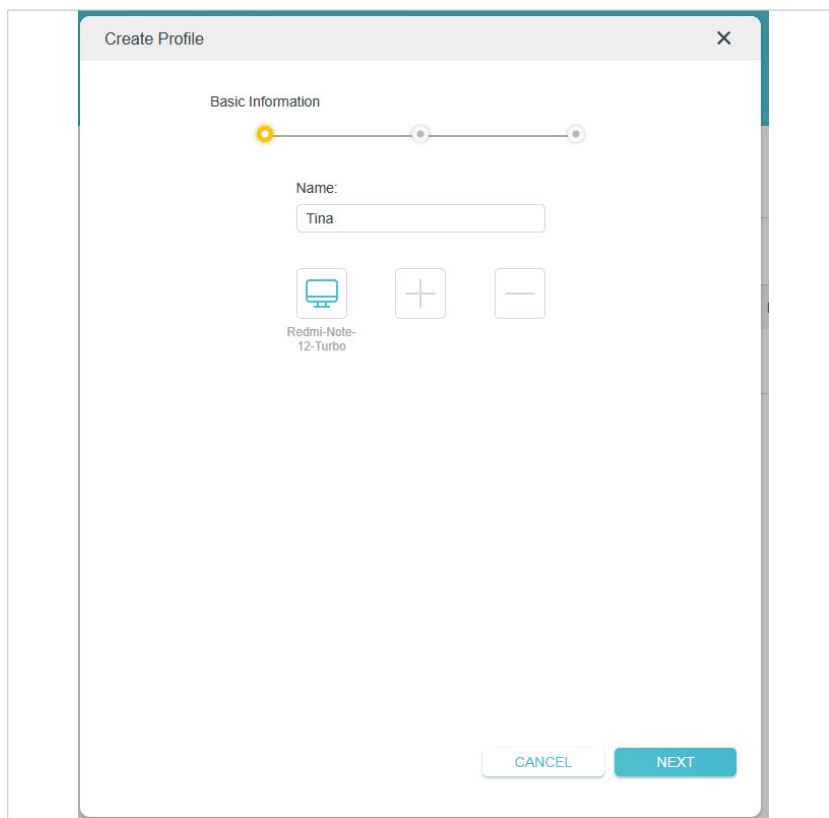 Create Profile
Basic Information
Name:
Tina
Redmi-Note-
12-Turbo
CANCEL
NEXT